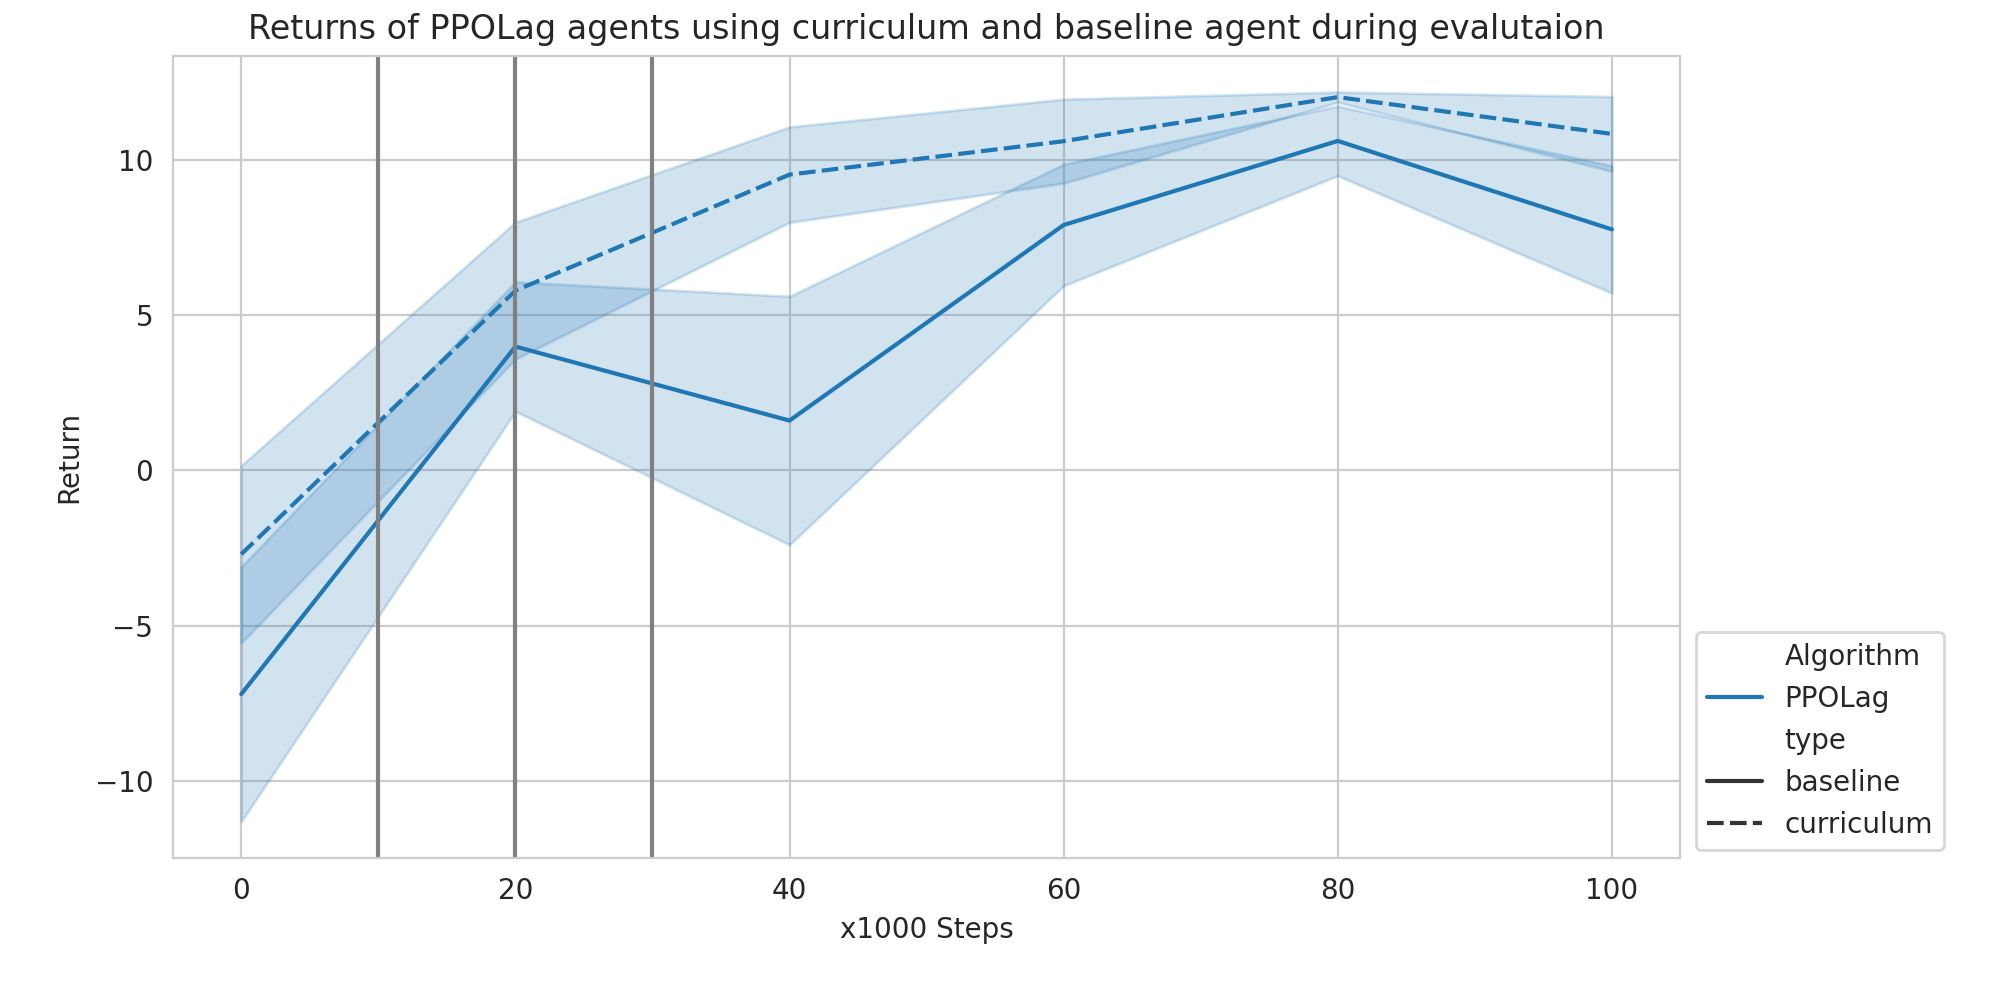 Returns of PPOLag agents using curriculum and baseline agent during evalutaion
10
5
0
−5
−10
Return
0 20 40 60 80 100
x1000 Steps
Algorithm
PPOLag
type
baseline
curriculum